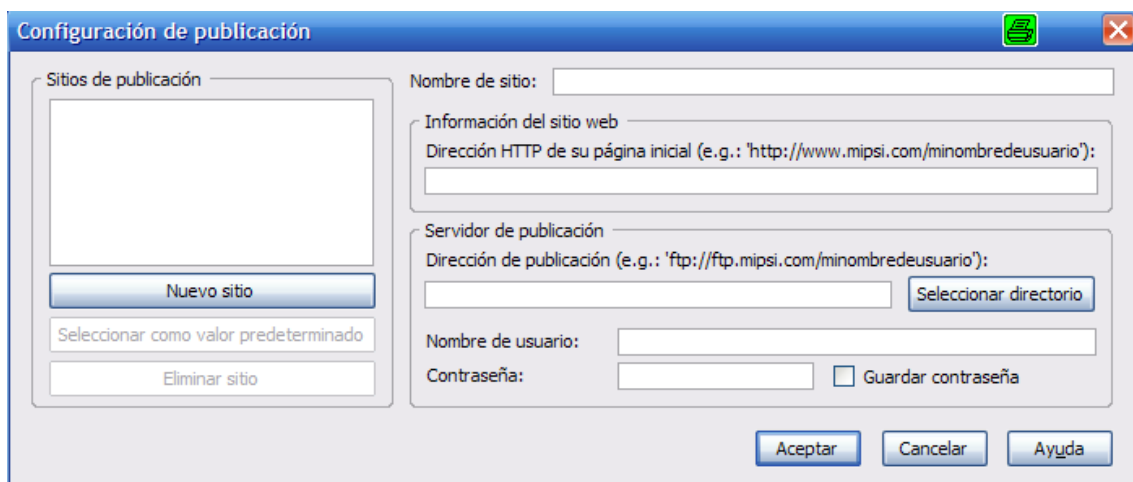 Configuración de publicación
Sitios de publicación
Nuevo sitio
Seleccionar como valor predeterminado
Eliminar sitio
Nombre de sitio:
Información del sitio web
Dirección HTTP de su página inicial (e.g.: 'http://www.mipsi.com/minombredeusuario'):
Servidor de publicación
Dirección de publicación (e.g.: 'ftp://ftp.mipsi.com/minombredeusuario'):
Seleccionar directorio
Nombre de usuario:
Contraseña:
Guardar contraseña
Aceptar
Cancelar
Ayuda